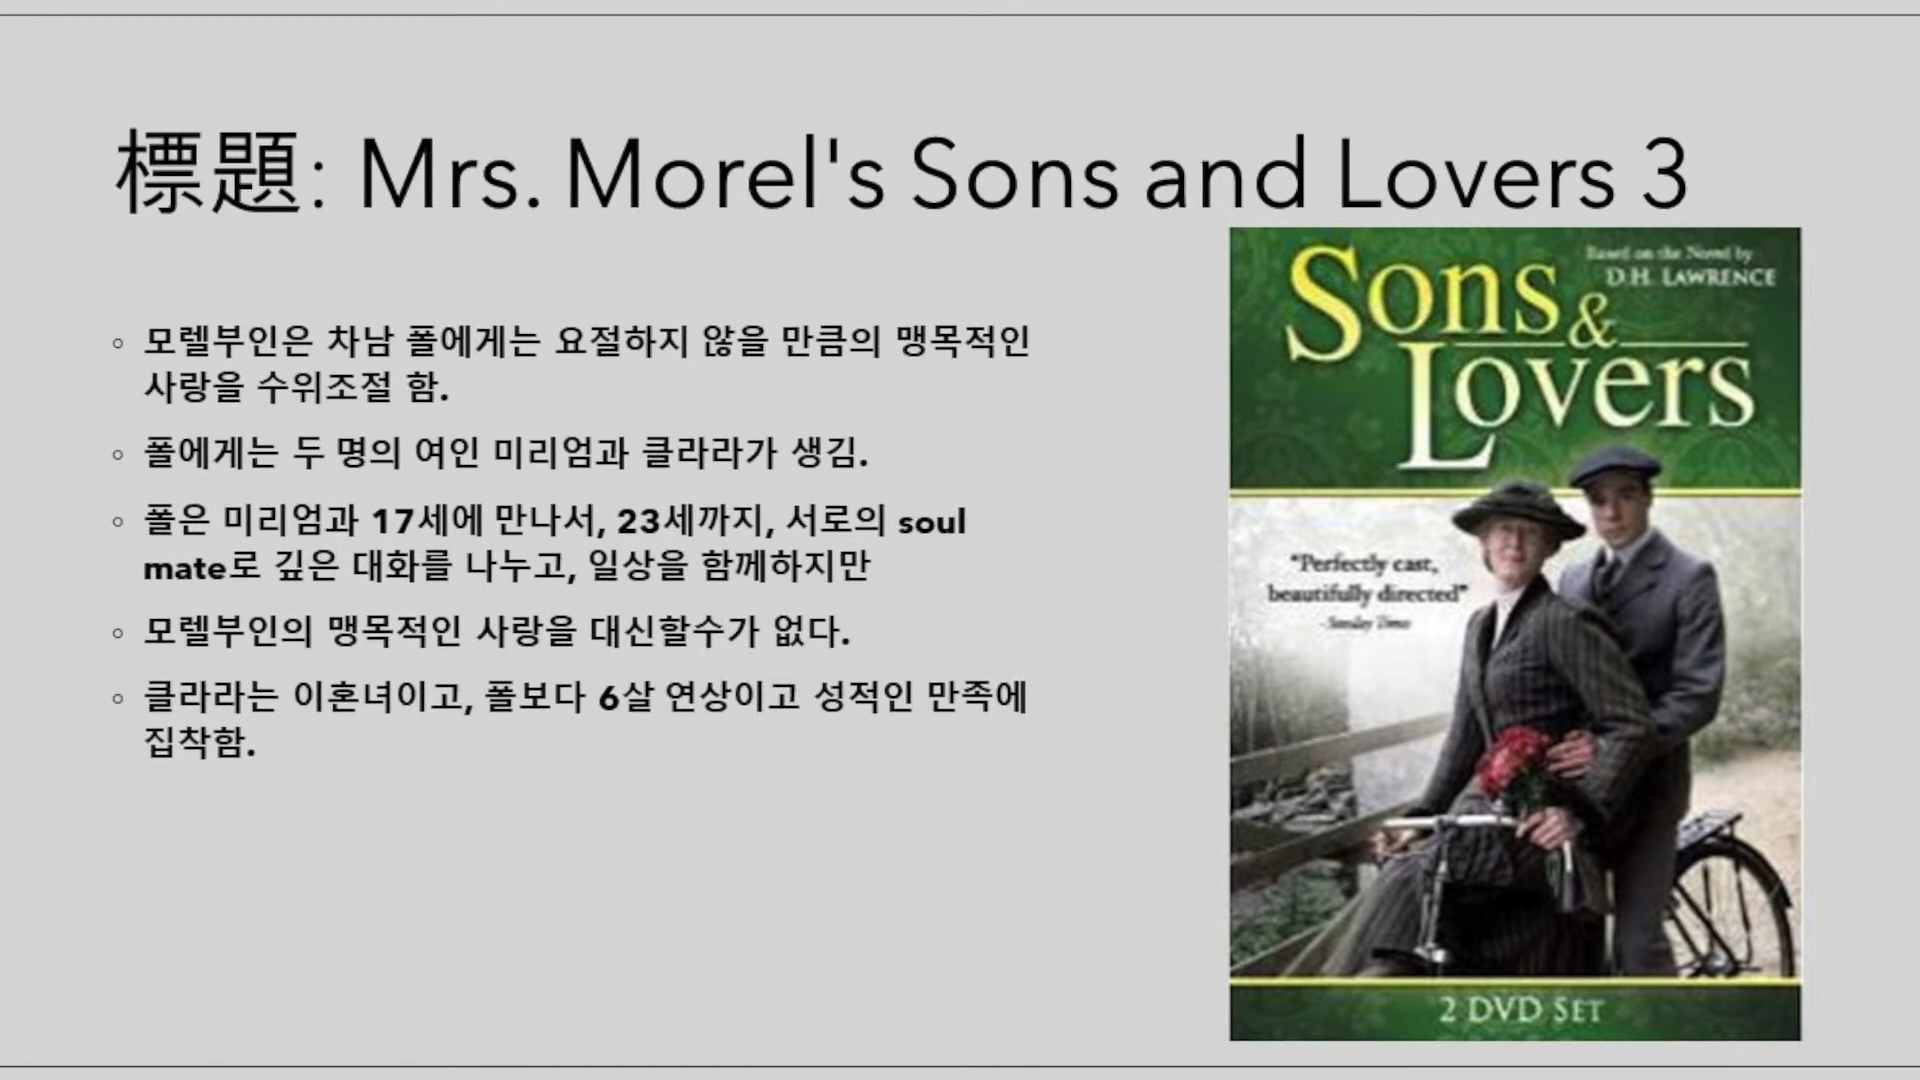 標題: Mrs. Morel's Sons and Lovers 3
모렐부인은 차남 폴에게는 요절하지 않을 만큼의 맹목적인
사랑을 수위조절 함.
폴에게는 두 명의 여인 미리엄과 클라라가 생김.
폴은 미리엄과 17세에 만나서, 23세까지, 서로의 soul
mate로 깊은 대화를 나누고, 일상을 함께하지만
모렐부인의 맹목적인 사랑을 대신할수가 없다.
클라라는 이혼녀이고, 폴보다 6살 연상이고 성적인 만족에
집착함.
Based on the Novel by
D.H. LAWRENCE
Sons &
Lovers
"Perfectly cast,
beautifully directed"
-Sunday Times
2 DVD SET